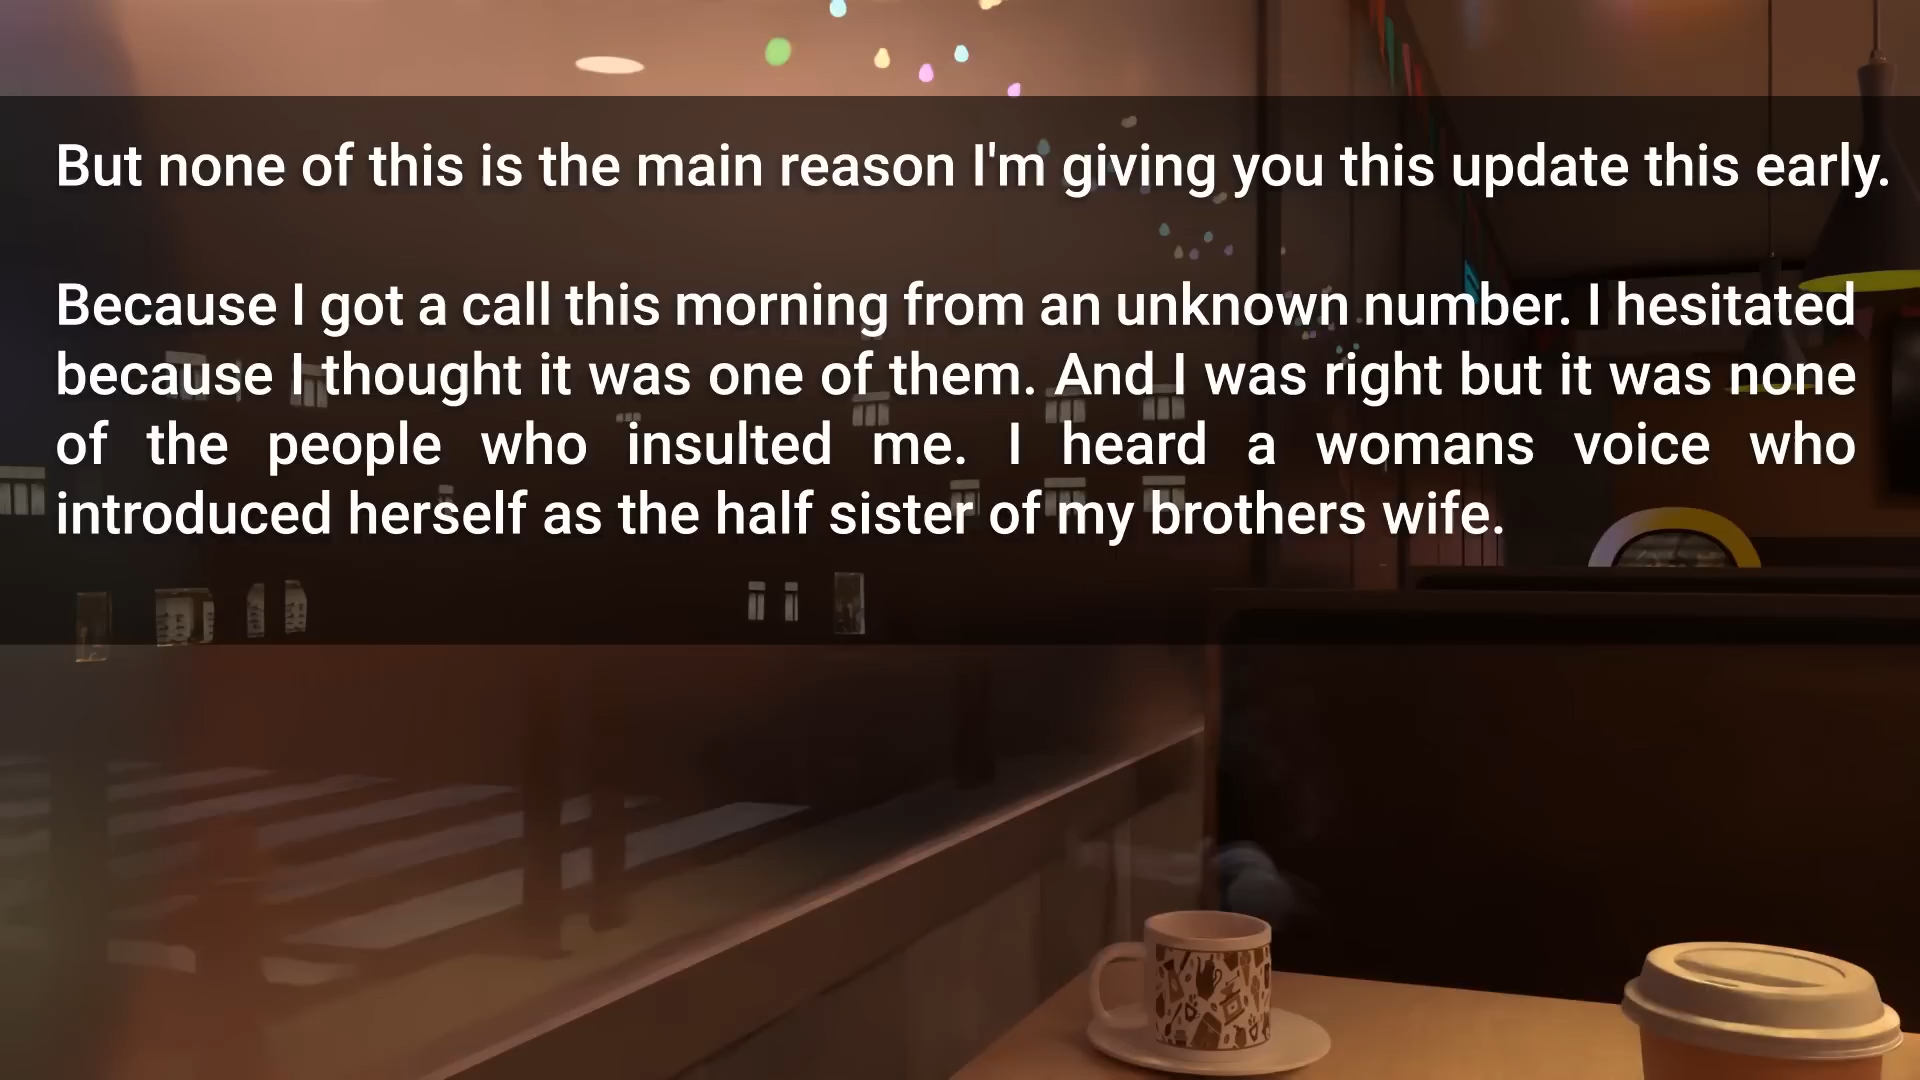 But none of this is the main reason I'm giving you this update this early.
Because I got a call this morning from an unknown number. I hesitated
because I thought it was one of them. And I was right but it was none
of the people who insulted me. I heard a womans voice who
introduced herself as the half sister of my brothers wife.